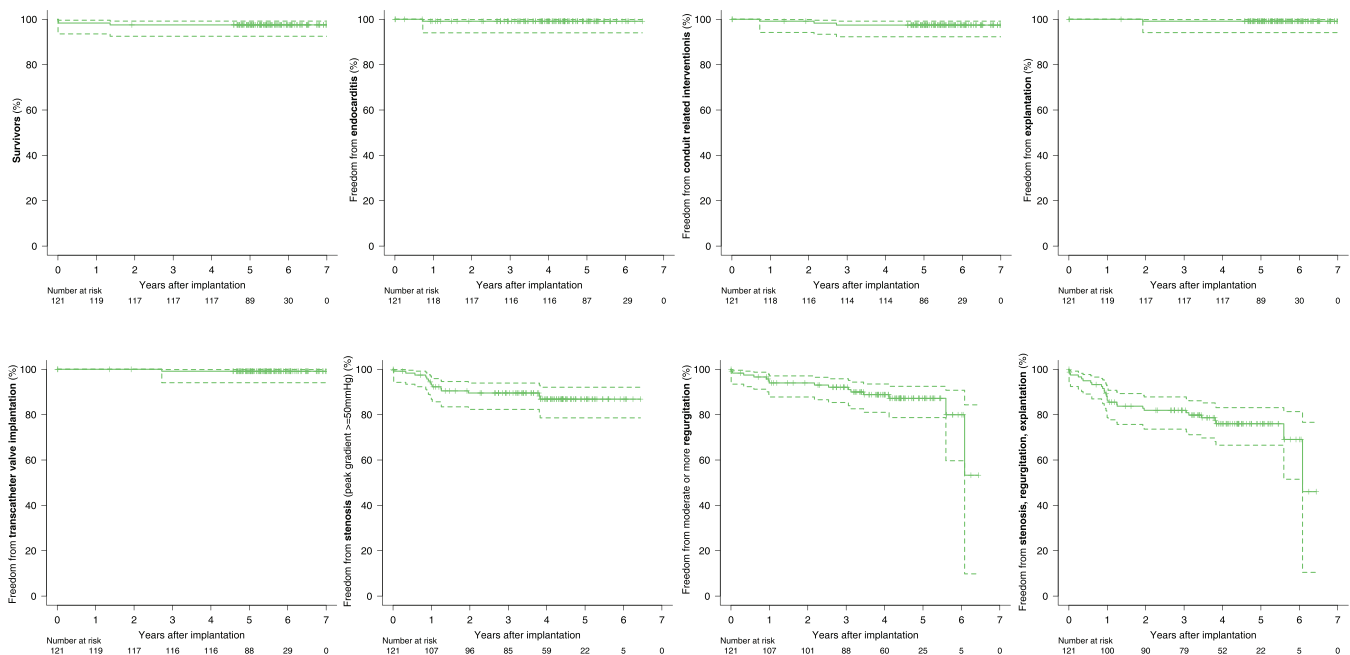 Survivors (%)
100
80
60
40
20
0
0 1 2 3 4 5 6 7
Years after implantation
Number at risk
121 119 117 117 117 89 30 0
Freedom from endocarditis (%)
100
80
60
40
20
0
0 1 2 3 4 5 6 7
Years after implantation
Number at risk
121 118 117 116 116 87 29 0
Freedom from conduit related interventionis (%)
100
80
60
40
20
0
0 1 2 3 4 5 6 7
Years after implantation
Number at risk
121 118 116 114 114 86 29 0
Freedom from explantation (%)
100
80
60
40
20
0
0 1 2 3 4 5 6 7
Years after implantation
Number at risk
121 119 117 117 117 89 30 0
Freedom from transcatheter valve implantation (%)
100
80
60
40
20
0
0 1 2 3 4 5 6 7
Years after implantation
Number at risk
121 119 117 116 116 88 29 0
Freedom from stenosis (peak gradient >=50mmHg) (%)
100
80
60
40
20
0
0 1 2 3 4 5 6 7
Years after implantation
Number at risk
121 107 96 85 59 22 5 0
Freedom from moderate or more regurgitation (%)
100
80
60
40
20
0
0 1 2 3 4 5 6 7
Years after implantation
Number at risk
121 107 101 88 60 25 5 0
Freedom from stenosis, regurgitation, explantation (%)
100
80
60
40
20
0
0 1 2 3 4 5 6 7
Years after implantation
Number at risk
121 100 90 79 52 22 5 0